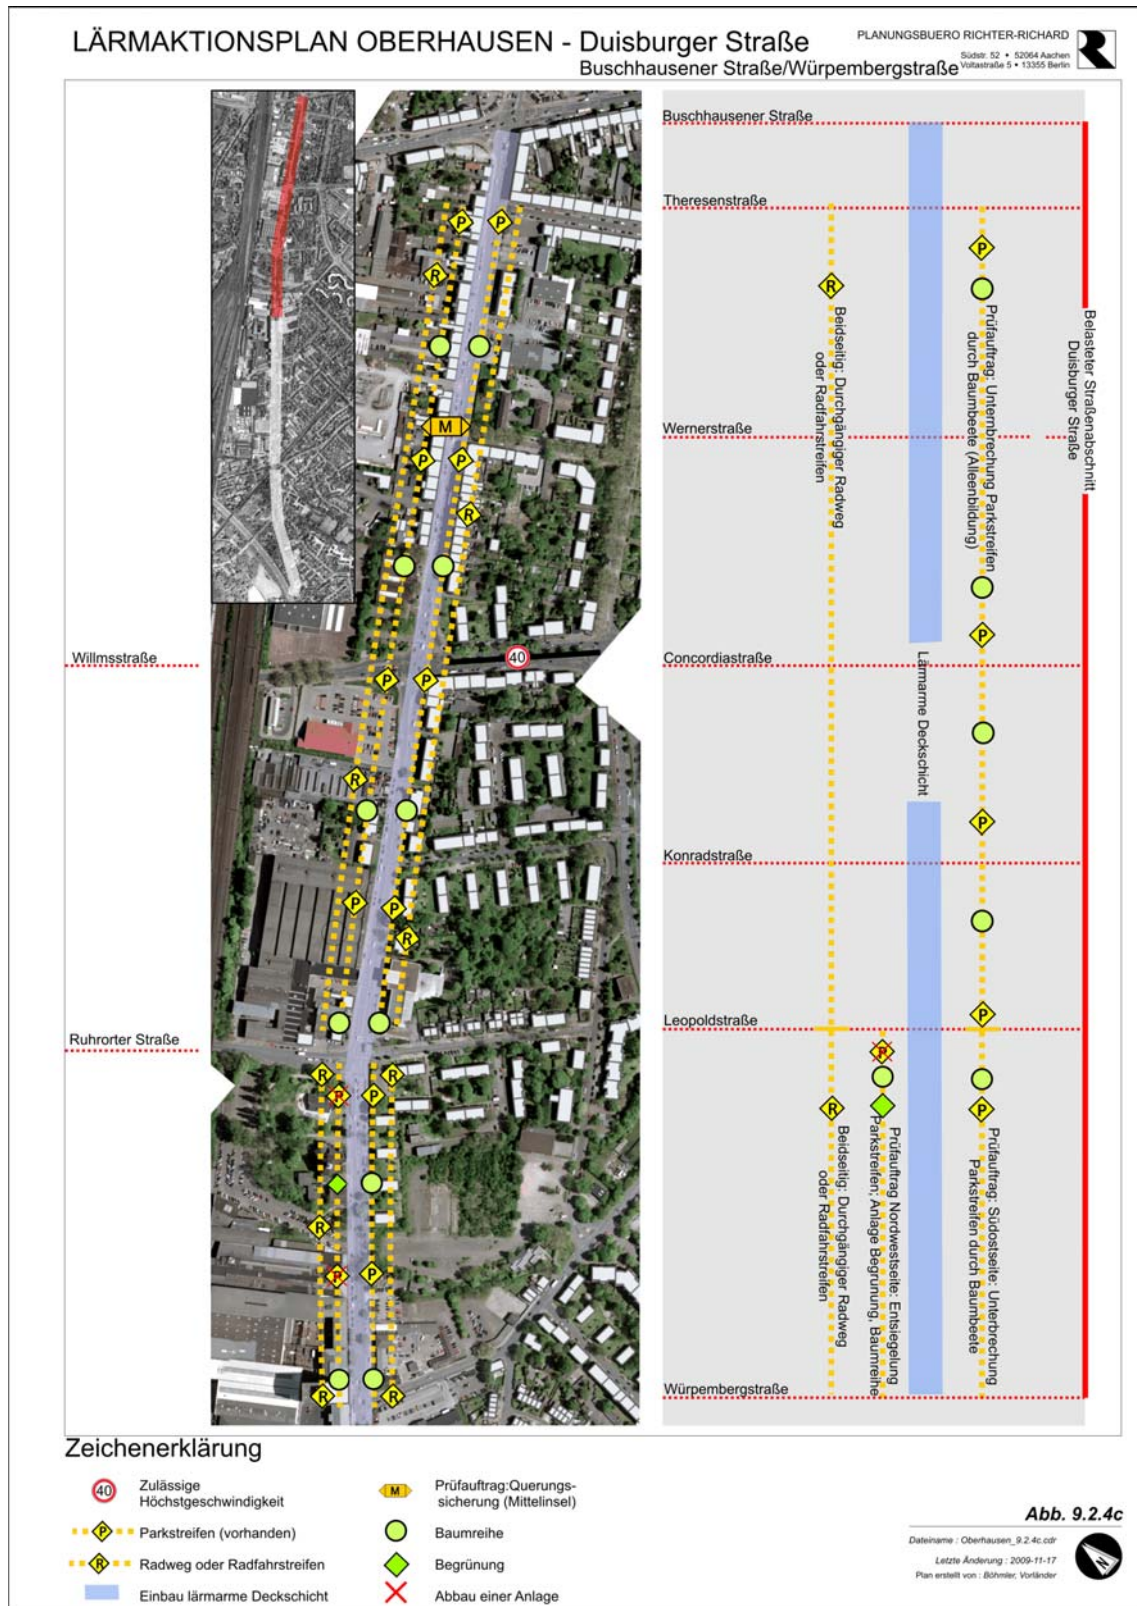 LÄRMAKTIONSPLAN OBERHAUSEN - Duisburger Straße
Buschhausener Straße/Würpembergstraße
PLANUNGSBUERO RICHTER-RICHARD
Südstr. 52 • 52064 Aachen
Voltastraße 5 • 13355 Berlin
R
Buschhausener Straße
Theresenstraße
Wernerstraße
Concordiastraße
Konradstraße
Leopoldstraße
Würpembergstraße
Willmsstraße
Ruhrorter Straße
P
P
R
M
P
P
R
40
P
P
R
P
P
R
R
R
P
P
R
P
P
R
R
R
Beidseitig: Durchgängiger Radweg
oder Radfahrstreifen
Lärmarme Deckschicht
P
Prüfauftrag: Unternbrechung Parkstreifen
durch Baumbeete (Alleenbildung)
P
P
P
Belasteter Straßenabschnitt
Duisburger Straße
R
Beidseitig: Durchgängiger Radweg
oder Radfahrstreifen
P
Prüfauftrag Nordwestseite: Entsiegelung
Parkstreifen; Anlage Begrünung, Baumreihe
P
Prüfauftrag: Südostseite: Unterbrechung
Parkstreifen durch Baumbeete
Zeichenerklärung
40
Zulässige
Höchstgeschwindigkeit
P
Parkstreifen (vorhanden)
R
Radweg oder Radfahrstreifen
Einbau lärmarme Deckschicht
M
Prüfauftrag:Querungs-
sicherung (Mittelinsel)
Baumreihe
Begrünung
Abbau einer Anlage
Abb. 9.2.4c
Dateiname : Oberhausen_9.2.4c.cdr
Letzte Änderung : 2009-11-17
Plan erstellt von : Böhmler, Vorländer
N